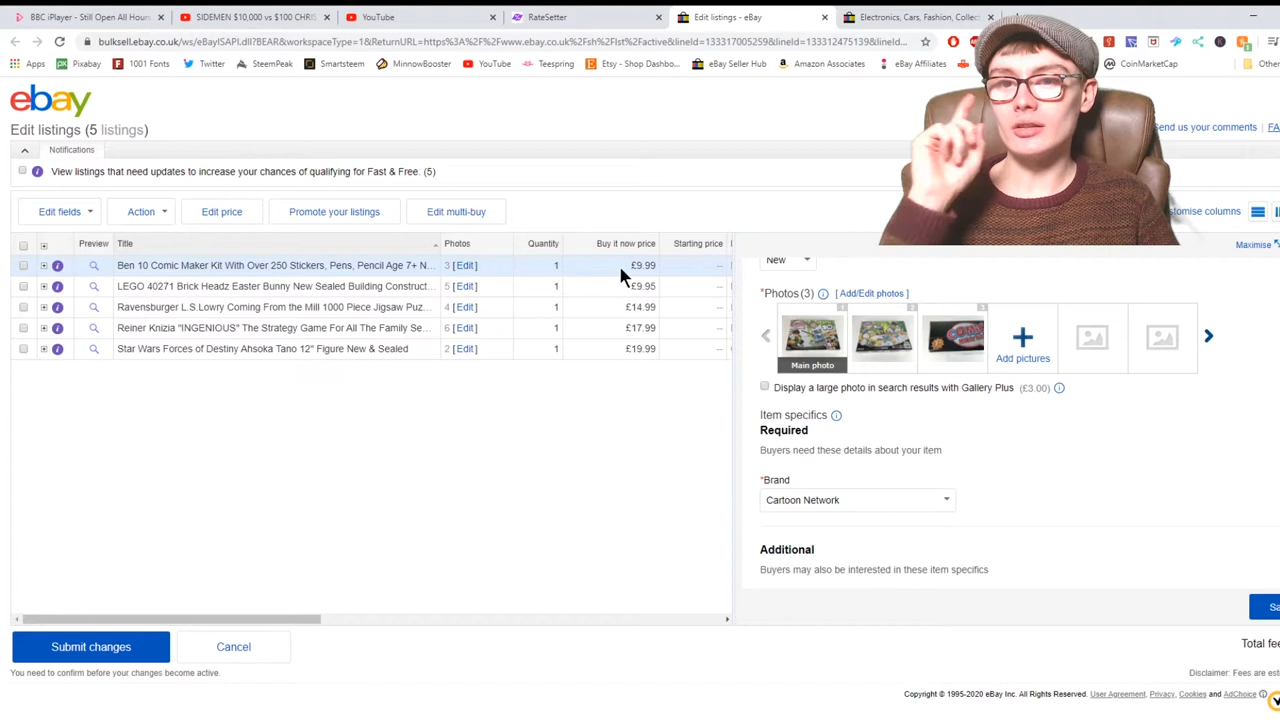 BBC iPlayer - Still Open All Hours
SIDEMEN $10,000 vs $100 CHRIS
YouTube
RateSetter
Edit listings - eBay
Electronics, Cars, Fashion, Collect
bulksell.ebay.co.uk/ws/eBayISAPI.dll?BE3&workspaceType=1&ReturnURL=https%3A%2F%2Fwww.ebay.co.uk%2Fsh%2Flst%2Factive&lineId=133317005259&lineId=133312475139&lineId...
Apps Pixabay 1001 Fonts Twitter SteemPeak Smartsteem MinnowBooster YouTube Teespring Etsy - Shop Dashbo... eBay Seller Hub Amazon Associates eBay Affiliates CoinMarketCap Other
ebay
Edit listings (5 listings)
Send us your comments | FA
Notifications
View listings that need updates to increase your chances of qualifying for Fast & Free. (5)
Edit fields Action Edit price Promote your listings Edit multi-buy
ustomise columns
Preview Title Photos Quantity Buy it now price Starting price
Maximise
Ben 10 Comic Maker Kit With Over 250 Stickers, Pens, Pencil Age 7+ N... 3 [Edit] 1 £9.99 --
LEGO 40271 Brick Headz Easter Bunny New Sealed Building Construct... 5 [Edit] 1 £9.95 --
Ravensburger L.S.Lowry Coming From the Mill 1000 Piece Jigsaw Puz... 4 [Edit] 1 £14.99 --
Reiner Knizia "INGENIOUS" The Strategy Game For All The Family Se... 6 [Edit] 1 £17.99 --
Star Wars Forces of Destiny Ahsoka Tano 12" Figure New & Sealed 2 [Edit] 1 £19.99 --
New
*Photos (3) [ Add/Edit photos ]
1 2 3
Main photo
Add pictures
Display a large photo in search results with Gallery Plus (£3.00)
Item specifics
Required
Buyers need these details about your item
*Brand
Cartoon Network
Additional
Buyers may also be interested in these item specifics
Sa
Submit changes Cancel
Total fee
You need to confirm before your changes become active.
Disclaimer: Fees are est
Copyright © 1995-2020 eBay Inc. All Rights Reserved. User Agreement, Privacy, Cookies and AdChoice